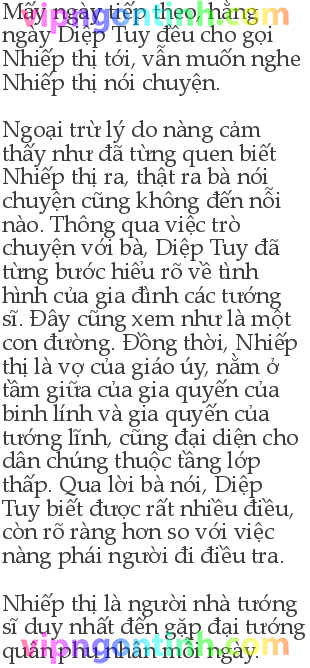 Mấy ngày tiếp theo, hằng
ngày Diệp Tuy đều cho gọi
Nhiếp thị tới, vẫn muốn nghe
Nhiếp thị nói chuyện.
Ngoại trừ lý do nàng cảm
thấy như đã từng quen biết
Nhiếp thị ra, thật ra bà nói
chuyện cũng không đến nỗi
nào. Thông qua việc trò
chuyện với bà, Diệp Tuy đã
từng bước hiểu rõ về tình
hình của gia đình các tướng
sĩ. Đây cũng xem như là một
con đường. Đồng thời, Nhiếp
thị là vợ của giáo úy, nằm ở
tầm giữa của gia quyến của
binh lính và gia quyến của
tướng lĩnh, cũng đại diện cho
dân chúng thuộc tầng lớp
thấp. Qua lời bà nói, Diệp
Tuy biết được rất nhiều điều,
còn rõ ràng hơn so với việc
nàng phái người đi điều tra.
Nhiếp thị là người nhà tướng
sĩ duy nhất đến gặp đại tướng
quân phu nhân mỗi ngày.
vipngontinh.com
vipngontinh.com